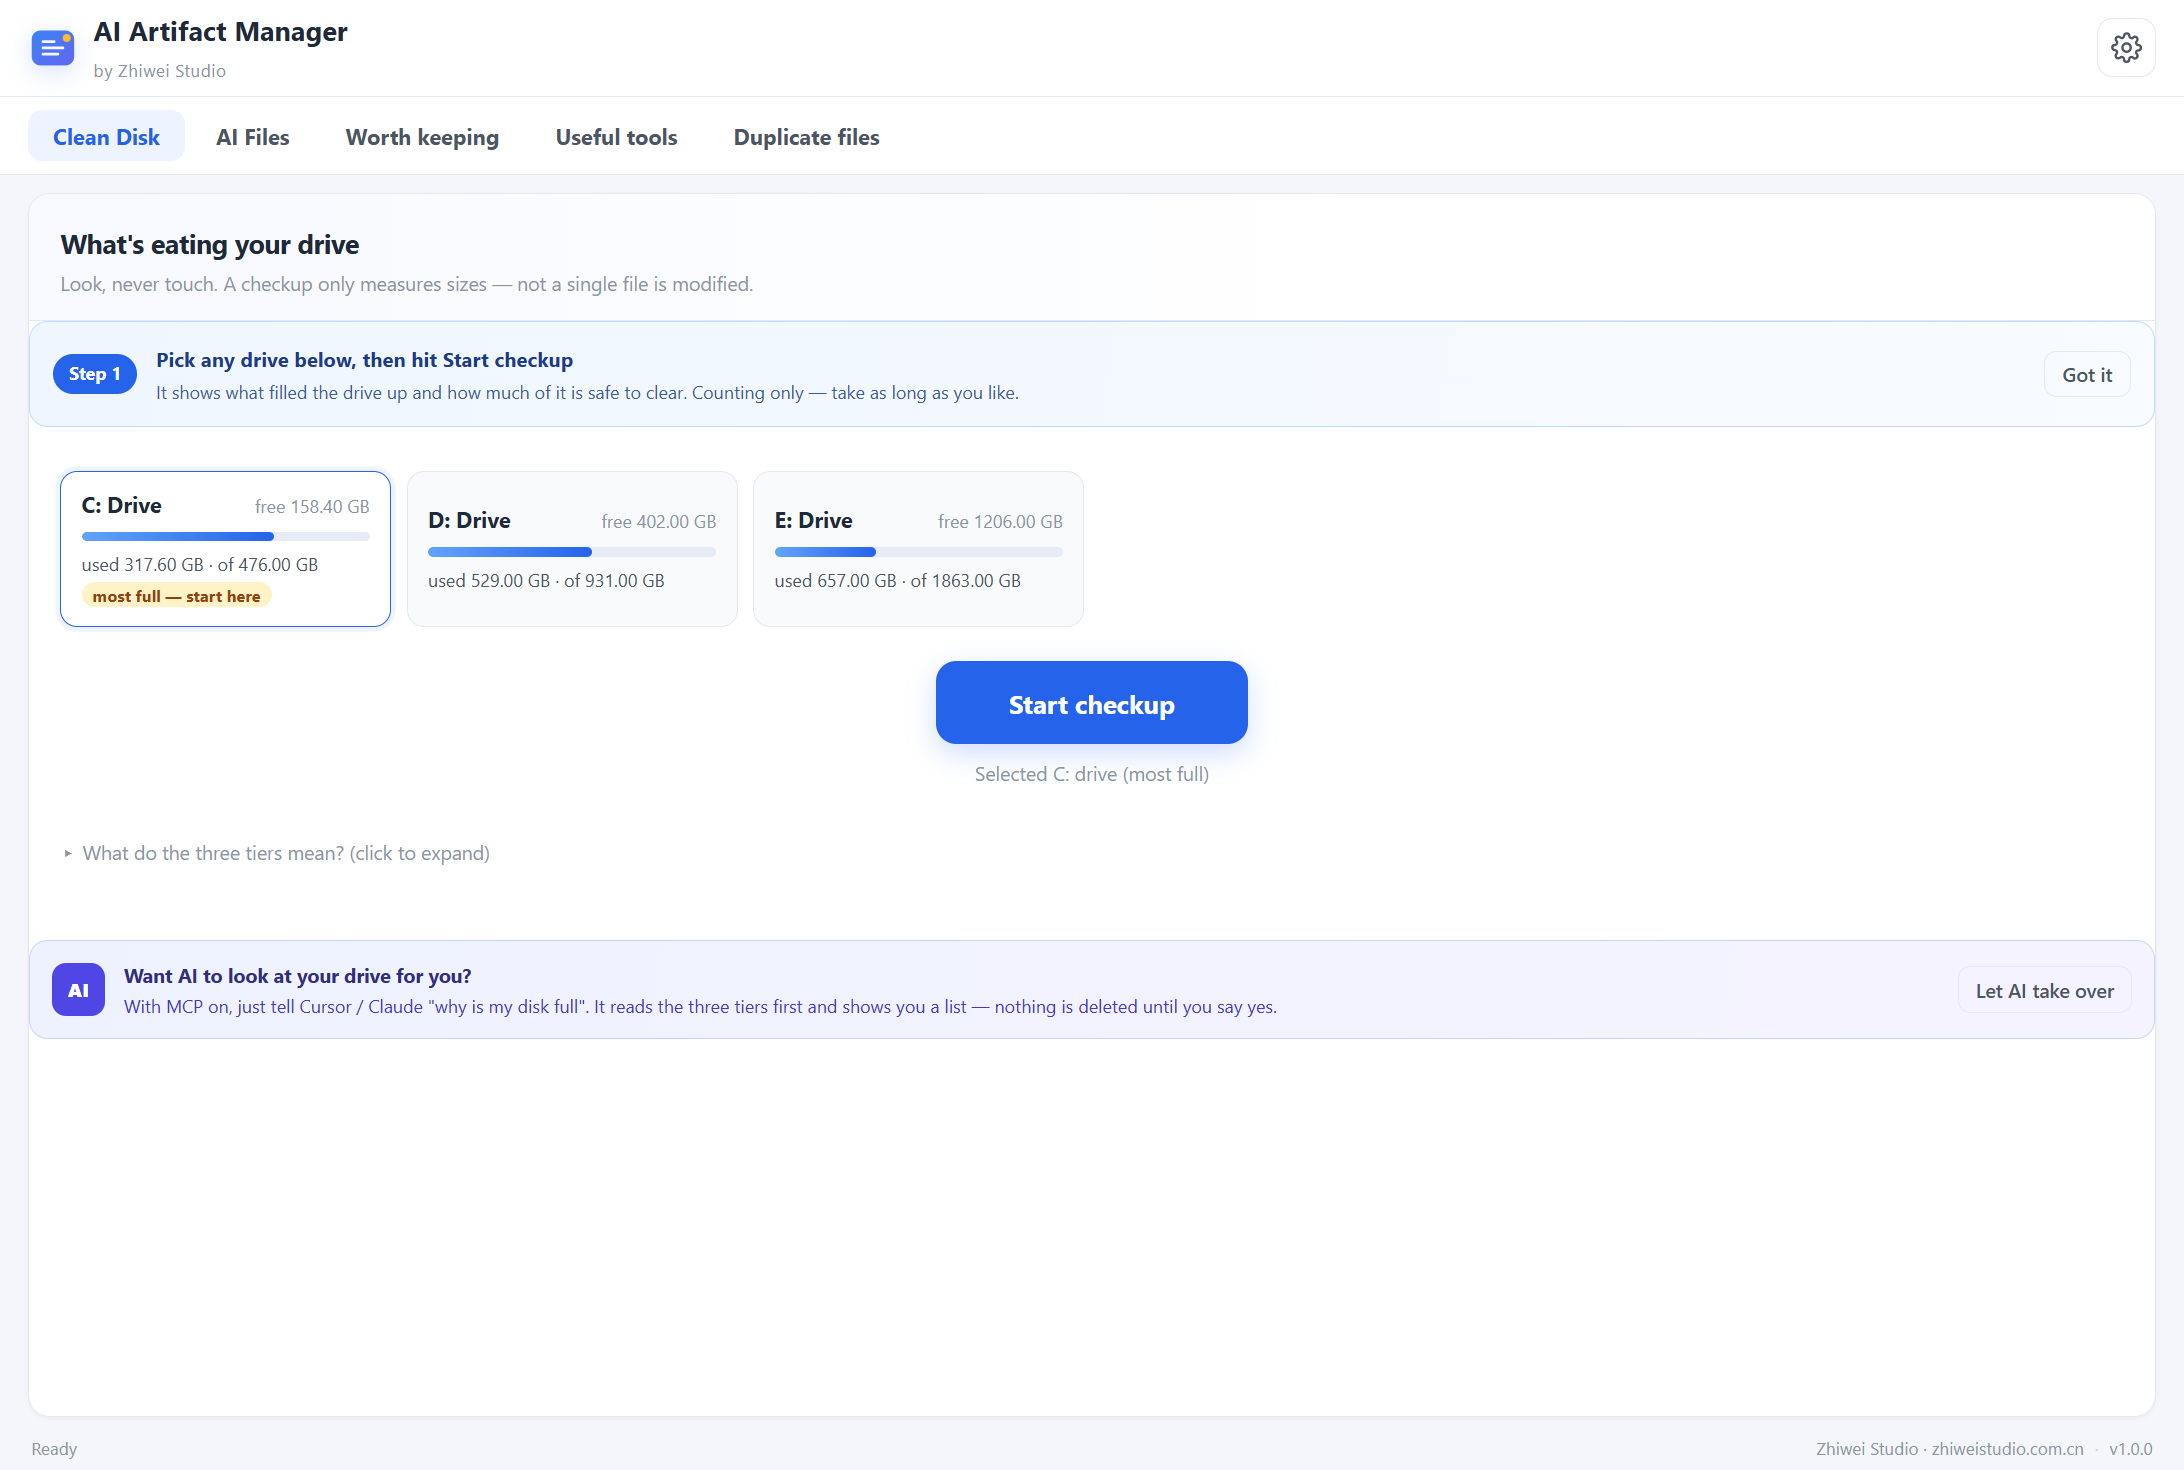 AI Artifact Manager
by Zhiwei Studio
Clean Disk
AI Files
Worth keeping
Useful tools
Duplicate files
What's eating your drive
Look, never touch. A checkup only measures sizes — not a single file is modified.
Step 1
Pick any drive below, then hit Start checkup
It shows what filled the drive up and how much of it is safe to clear. Counting only — take as long as you like.
Got it
C: Drive
free 158.40 GB
used 317.60 GB · of 476.00 GB
most full — start here
D: Drive
free 402.00 GB
used 529.00 GB · of 931.00 GB
E: Drive
free 1206.00 GB
used 657.00 GB · of 1863.00 GB
Start checkup
Selected C: drive (most full)
▸ What do the three tiers mean? (click to expand)
AI
Want AI to look at your drive for you?
With MCP on, just tell Cursor / Claude "why is my disk full". It reads the three tiers first and shows you a list — nothing is deleted until you say yes.
Let AI take over
Ready
Zhiwei Studio · zhiweistudio.com.cn · v1.0.0